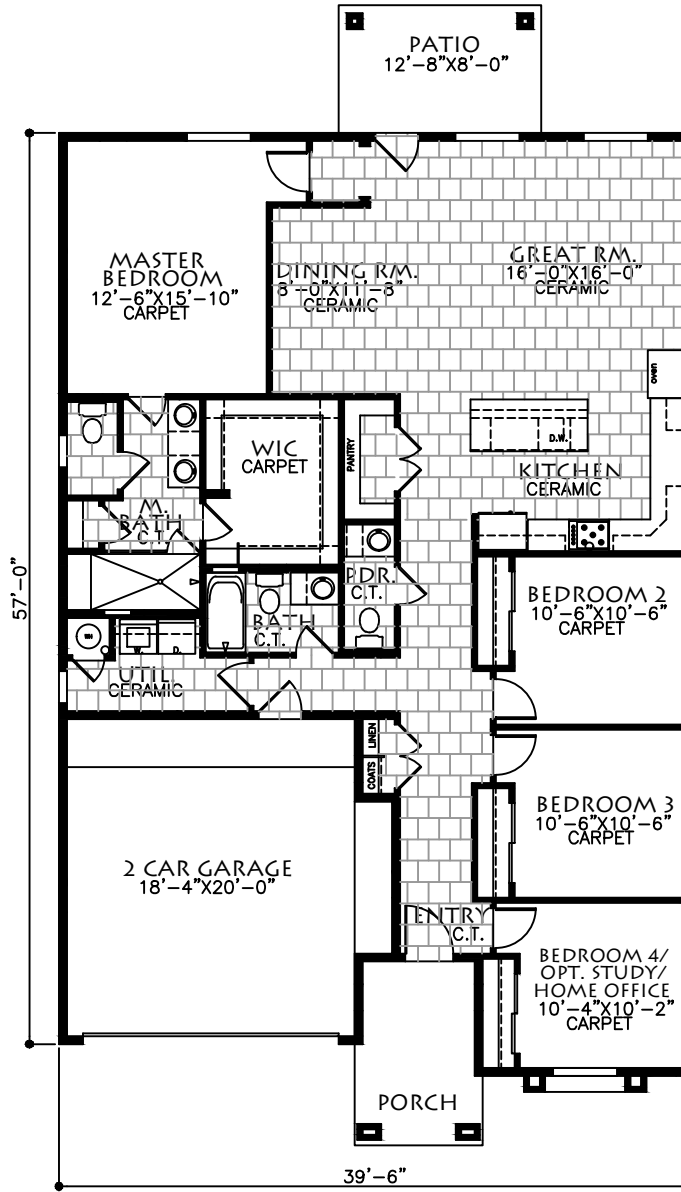 PATIO
12'-8"X8'-0"
MASTER
BEDROOM
12'-6"X15'-10"
CARPET
DINING RM.
8'-0"X11'-8"
CERAMIC
GREAT RM.
16'-0"X16'-0"
CERAMIC
oven
WIC
CARPET
PANTRY
D.W.
KITCHEN
CERAMIC
M.
BATH
C.T.
PDR.
C.T.
BATH
C.T.
57'-0"
BEDROOM 2
10'-6"X10'-6"
CARPET
WH
W.
D.
UTIL.
CERAMIC
LINEN
COATS
BEDROOM 3
10'-6"X10'-6"
CARPET
2 CAR GARAGE
18'-4"X20'-0"
ENTRY
C.T.
BEDROOM 4/
OPT. STUDY/
HOME OFFICE
10'-4"X10'-2"
CARPET
PORCH
39'-6"